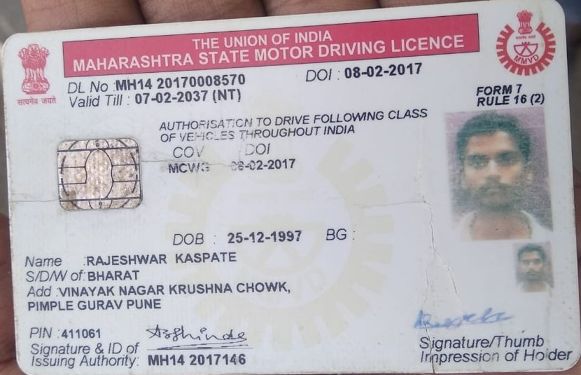 THE UNION OF INDIA
MAHARASHTRA STATE MOTOR DRIVING LICENCE
सत्यमेव जयते
DL No :MH14 20170008570 DOI : 08-02-2017
Valid Till : 07-02-2037 (NT)
FORM 7
RULE 16 (2)
AUTHORISATION TO DRIVE FOLLOWING CLASS
OF VEHICLES THROUGHOUT INDIA
COV DOI
MCWG 08-02-2017
MMVD
DOB : 25-12-1997 BG :
Name :RAJESHWAR KASPATE
S/D/W of :BHARAT
Add :VINAYAK NAGAR KRUSHNA CHOWK,
PIMPLE GURAV PUNE
PIN :411061
Signature & ID of
Issuing Authority: MH14 2017146
Signature/Thumb
Impression of Holder